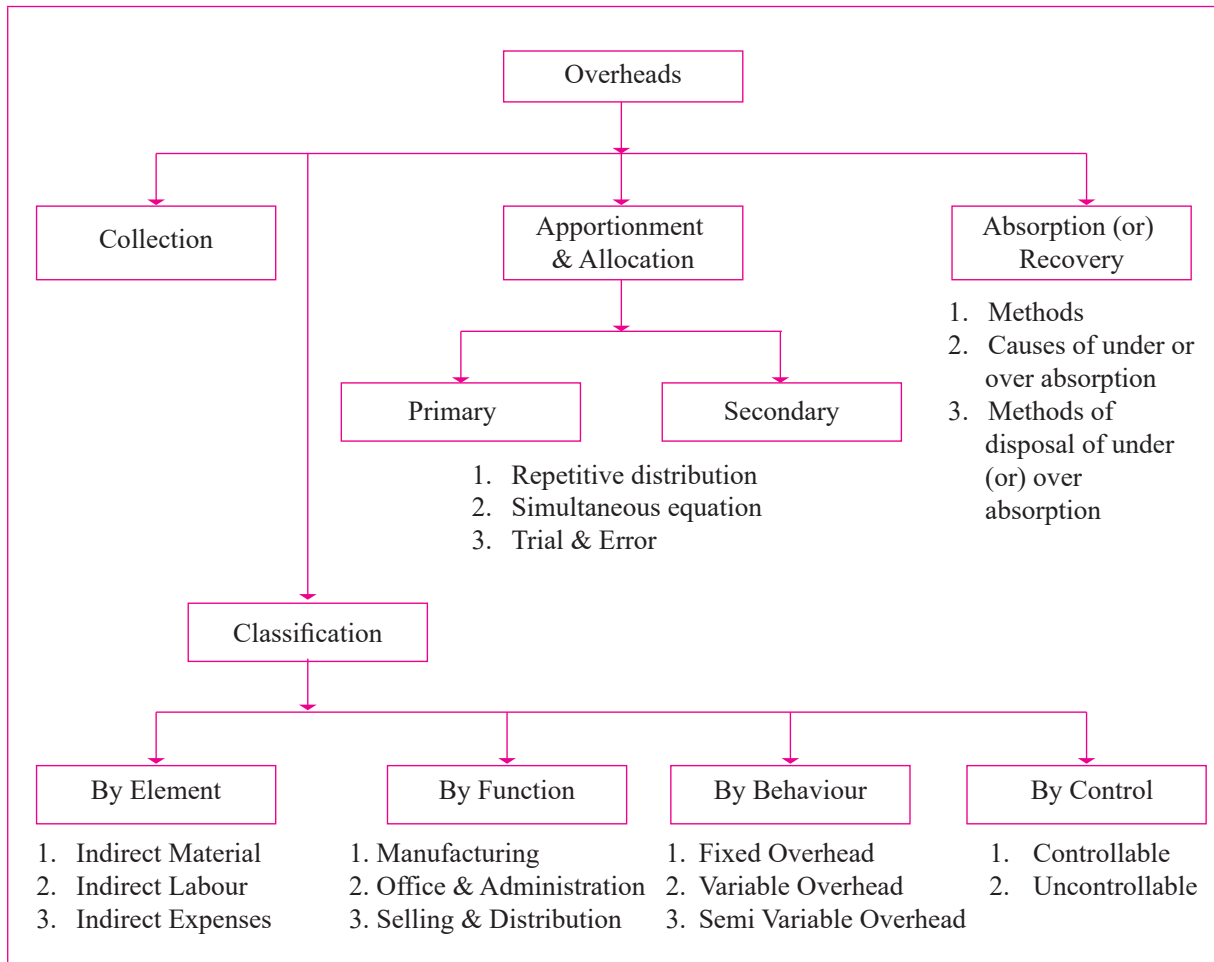 Overheads
Collection
Apportionment
& Allocation
Absorption (or)
Recovery
1. Methods
2. Causes of under or
over absorption
3. Methods of
disposal of under
(or) over
absorption
Primary
Secondary
1. Repetitive distribution
2. Simultaneous equation
3. Trial & Error
Classification
By Element
1. Indirect Material
2. Indirect Labour
3. Indirect Expenses
By Function
1. Manufacturing
2. Office & Administration
3. Selling & Distribution
By Behaviour
1. Fixed Overhead
2. Variable Overhead
3. Semi Variable Overhead
By Control
1. Controllable
2. Uncontrollable